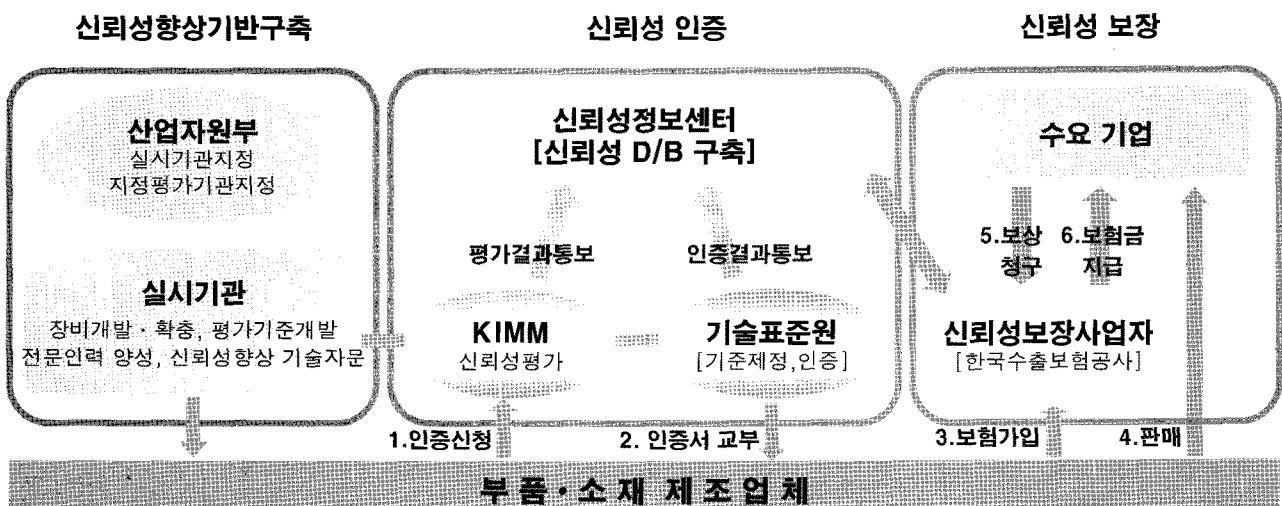 신뢰성향상기반구축
산업자원부
실시기관지정
지정평가기관지정
실시기관
장비개발 · 확충, 평가기준개발
전문인력 양성, 신뢰성향상 기술자문
신뢰성 인증
신뢰성정보센터
[신뢰성 D/B 구축]
평가결과통보
인증결과통보
KIMM
신뢰성평가
기술표준원
[기준제정,인증]
신뢰성 보장
수요 기업
5.보상
청구
6.보험금
지급
신뢰성보장사업자
[한국수출보험공사]
1.인증신청
2. 인증서 교부
3.보험가입
4.판매
부 품 · 소 재 제 조 업 체